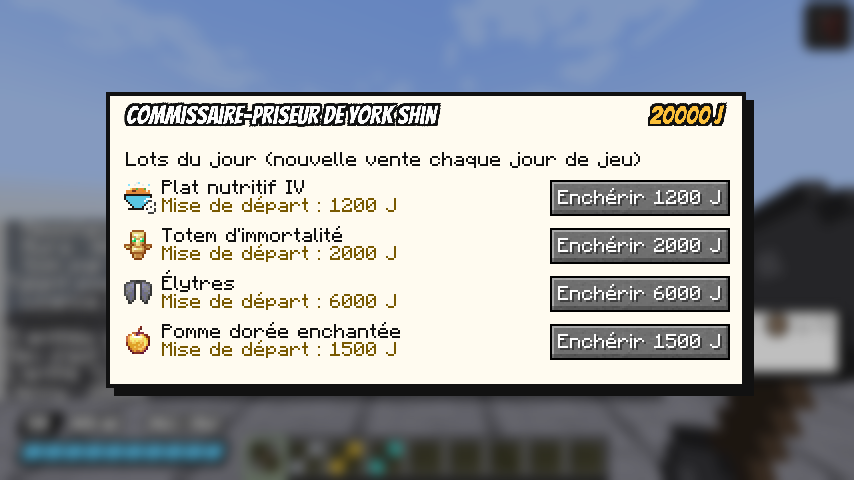 COMMISSAIRE-PRISEUR DE YORK SHIN
20000 J
Lots du jour (nouvelle vente chaque jour de jeu)
Plat nutritif IV
Mise de départ : 1200 J
Enchérir 1200 J
Totem d'immortalité
Mise de départ : 2000 J
Enchérir 2000 J
Élytres
Mise de départ : 6000 J
Enchérir 6000 J
Pomme dorée enchantée
Mise de départ : 1500 J
Enchérir 1500 J